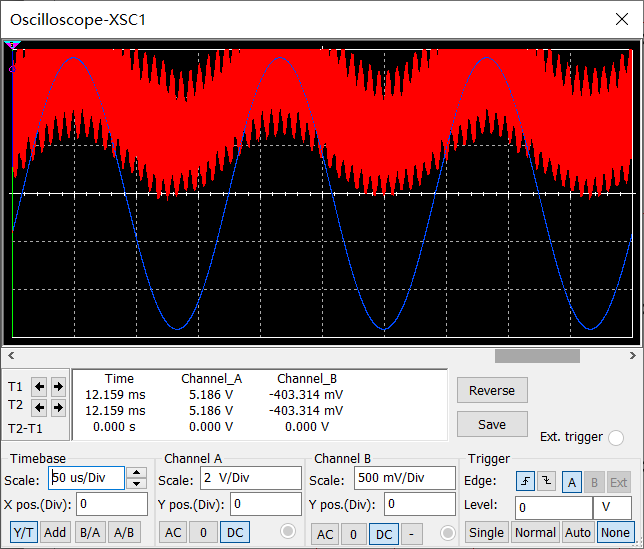 Oscilloscope-XSC1
T1
T2
T2-T1
Time Channel_A Channel_B
12.159 ms 5.186 V -403.314 mV
12.159 ms 5.186 V -403.314 mV
0.000 s 0.000 V 0.000 V
Reverse
Save
Ext. trigger
Timebase
Scale: 50 us/Div
X pos.(Div): 0
Y/T Add B/A A/B
Channel A
Scale: 2 V/Div
Y pos.(Div): 0
AC 0 DC
Channel B
Scale: 500 mV/Div
Y pos.(Div): 0
AC 0 DC -
Trigger
Edge: A B Ext
Level: 0 V
Single Normal Auto None